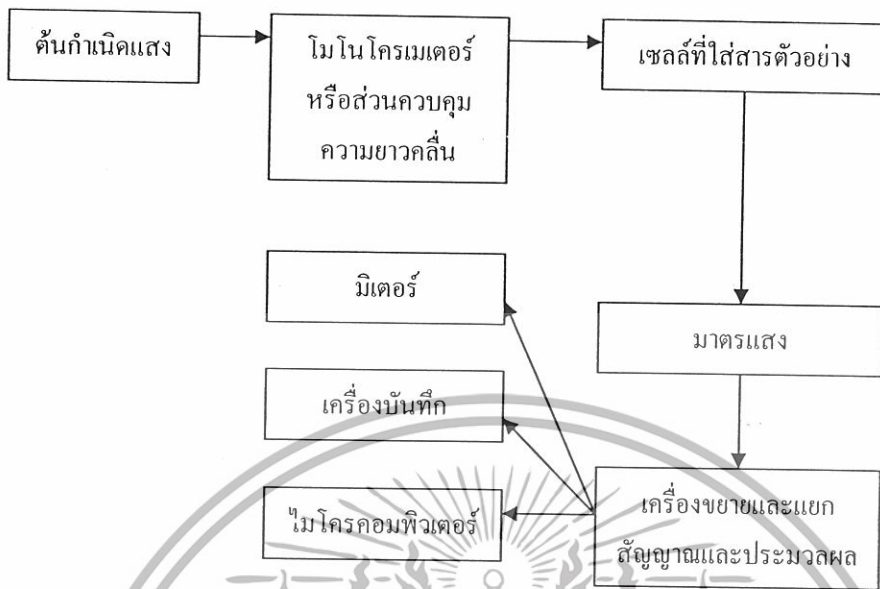 ต้นกำเนิดแสง
โมโนโครเมเตอร์
หรือส่วนควบคุม
ความยาวคลื่น
เซลล์ที่ใส่สารตัวอย่าง
มาตรแสง
เครื่องขยายและแยก
สัญญาณและประมวลผล
มิเตอร์
เครื่องบันทึก
ไมโครคอมพิวเตอร์